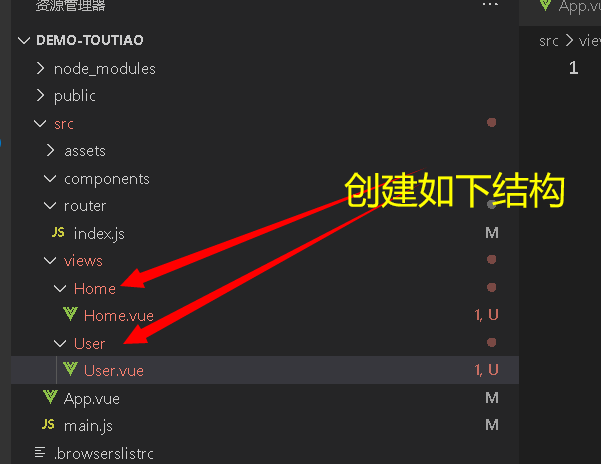 资源管理器
···
App.vu
DEMO-TOUTIAO
src > view
node_modules
1
public
src
assets
创建如下结构
components
router
JS index.js M
views
Home
Home.vue 1, U
User
User.vue 1, U
App.vue M
JS main.js M
.browserslistrc